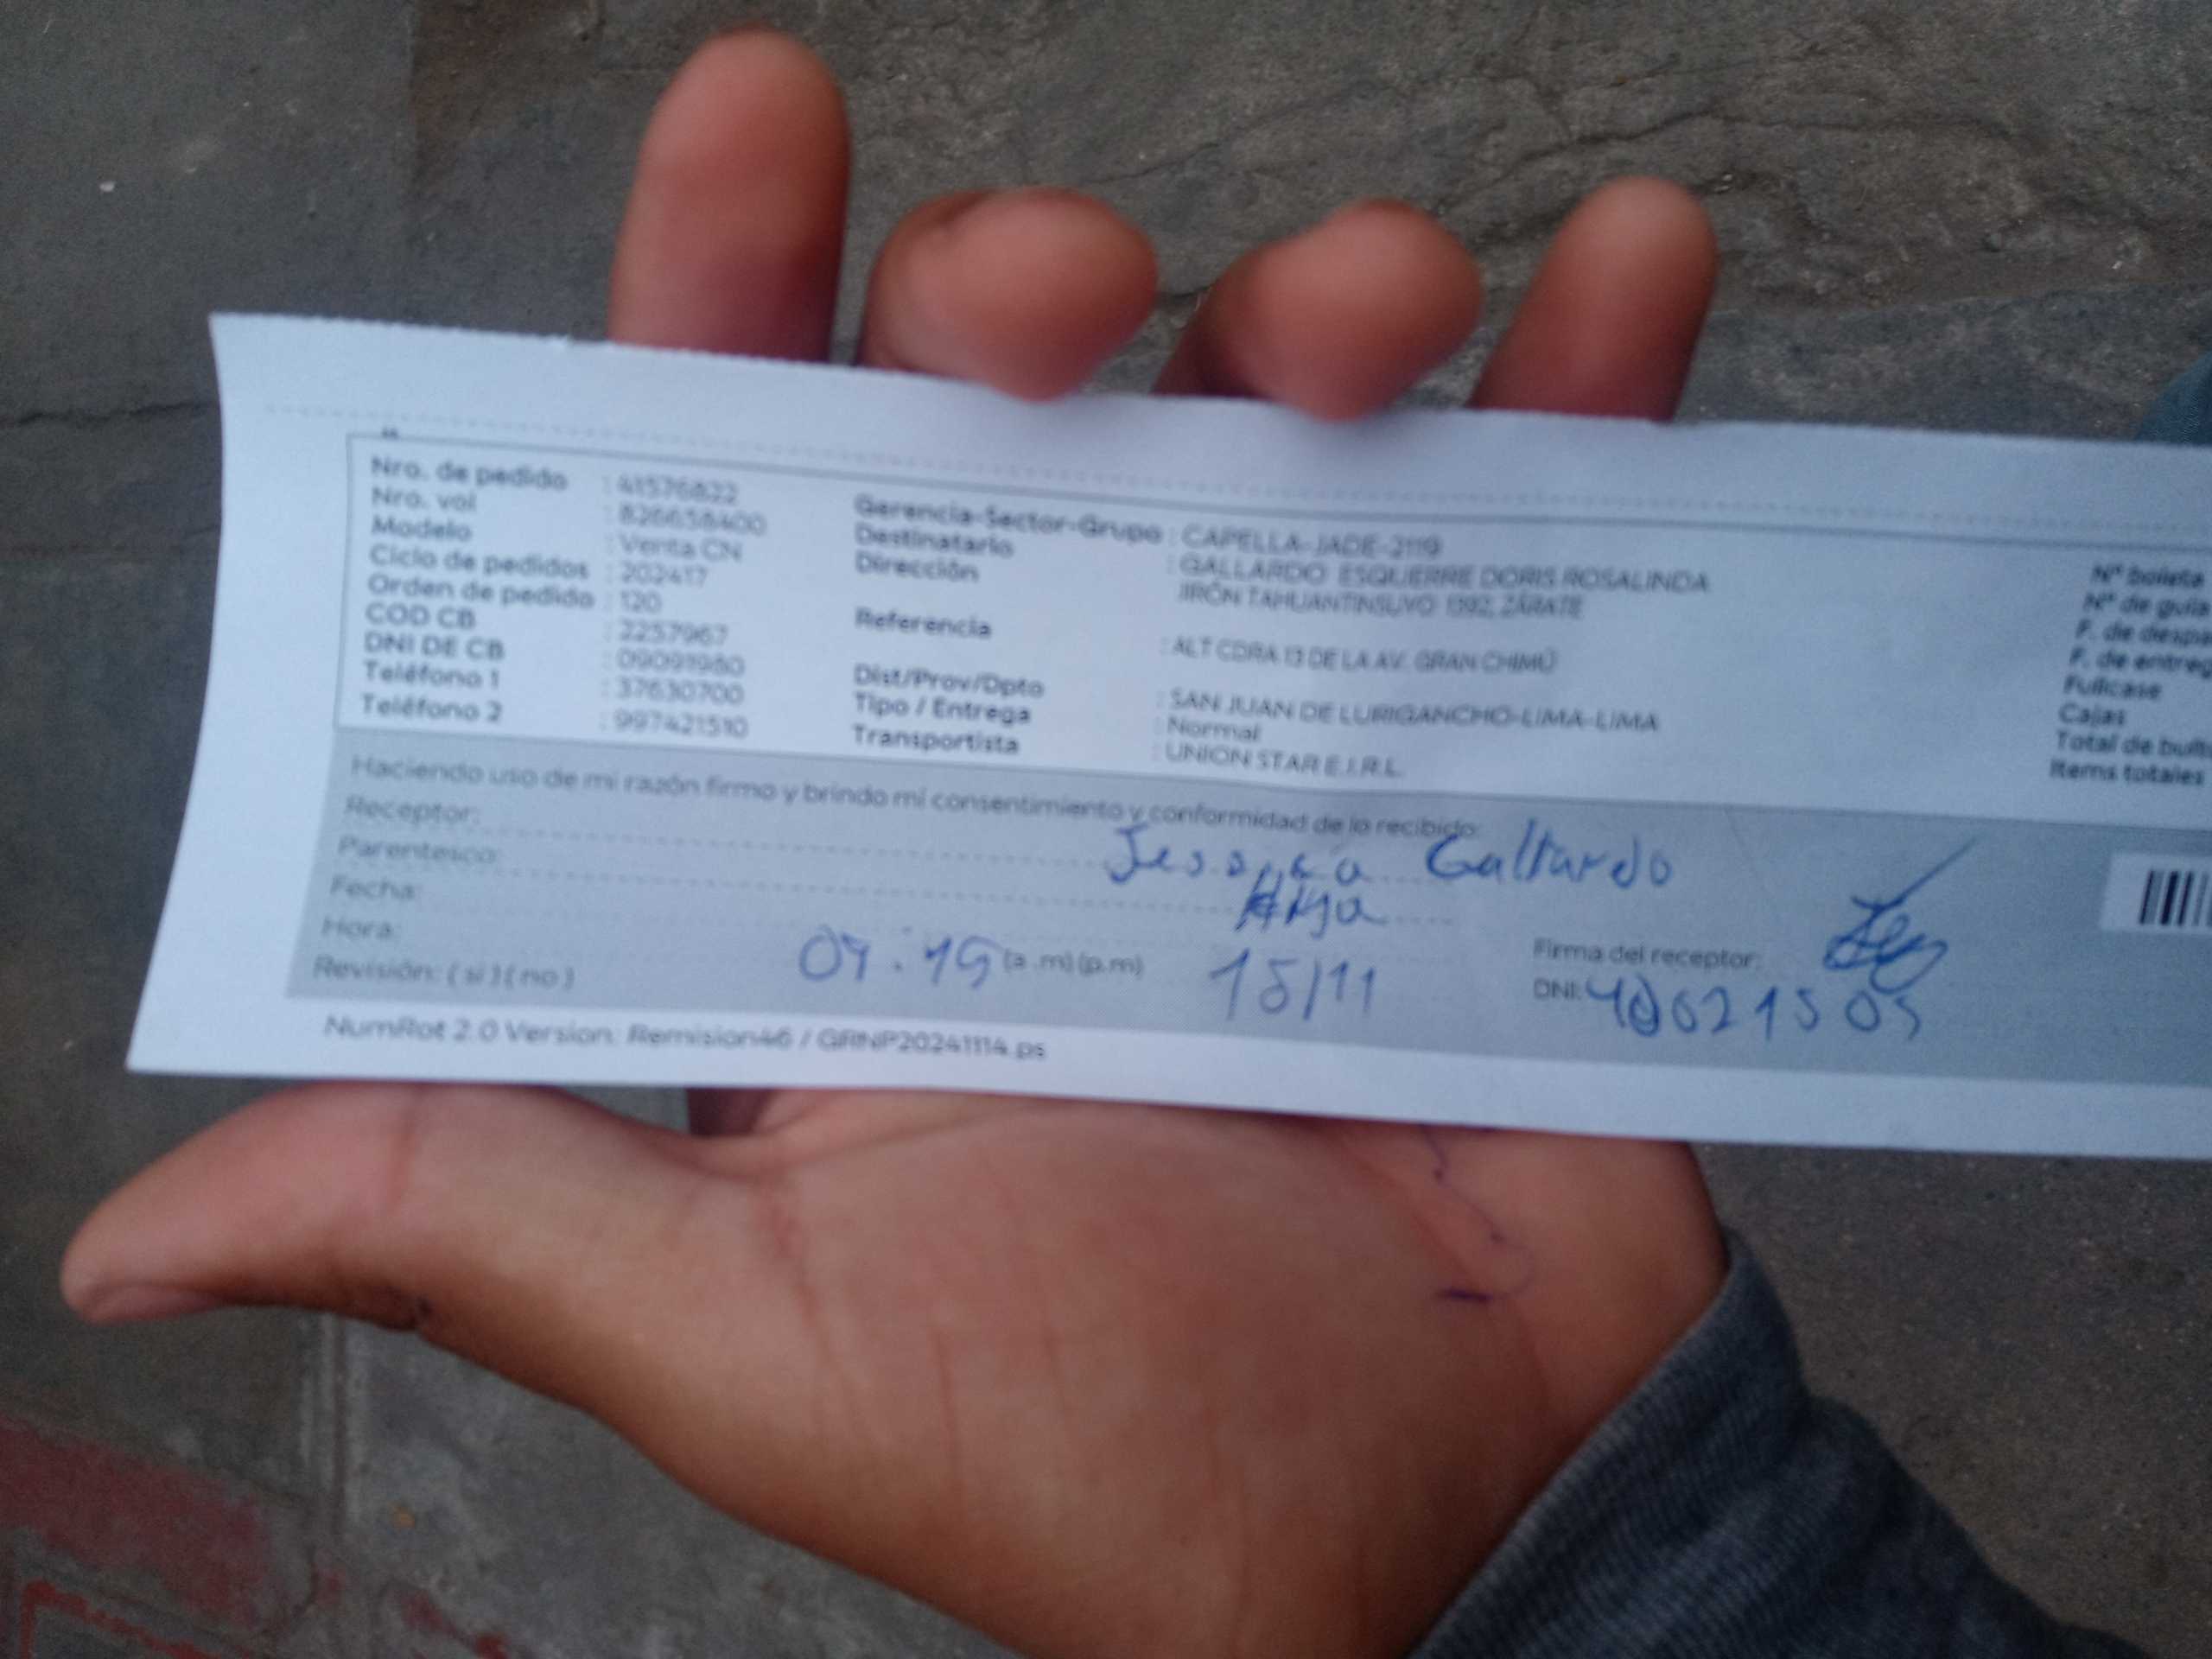 Nro. de pedido : 41576822
Nro. vol : 826658400
Modelo : Venta CN
Ciclo de pedidos : 202417
Orden de pedido : 120
COD CB : 2257967
DNI DE CB : 09091980
Teléfono 1 : 37630700
Teléfono 2 : 997421510
Gerencia-Sector-Grupo : CAPELLA-JADE-2119
Destinatario : GALLARDO ESQUIERRE DORIS ROSALINDA
Dirección JIRÓN TAHUANTINSUYO 1392, ZÁRATE
Referencia : ALT CDRA 13 DE LA AV. GRAN CHIMÚ
Dist/Prov/Dpto : SAN JUAN DE LURIGANCHO-LIMA-LIMA
Tipo / Entrega : Normal
Transportista : UNION STAR E.I.R.L.
Nº boleta
Nº de guía
F. de despa
F. de entreg
Fullcase
Cajas
Total de bult
Items totales
Haciendo uso de mi razón firmo y brindo mi consentimiento y conformidad de lo recibido:
Receptor: Jessica Gallardo
Parentesco: Hija
Fecha: 15/11
Hora: (a .m) (p.m)
Revisión: ( si ) ( no )
Firma del receptor:
DNI:
NumRot 2.0 Version: Remision46 / GRNP20241114.ps